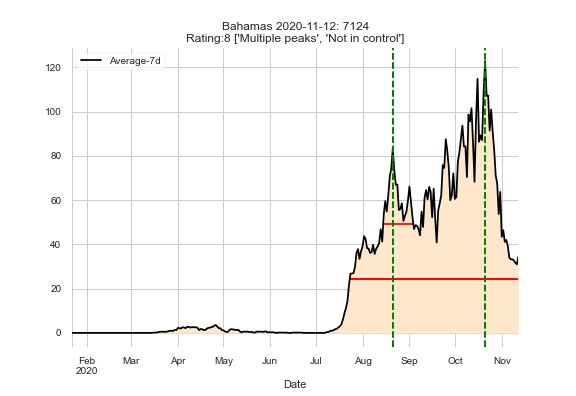 Bahamas 2020-11-12: 7124
Rating:8 ['Multiple peaks', 'Not in control']
Average-7d
120
100
80
60
40
20
0
Feb Mar Apr May Jun Jul Aug Sep Oct Nov
2020
Date